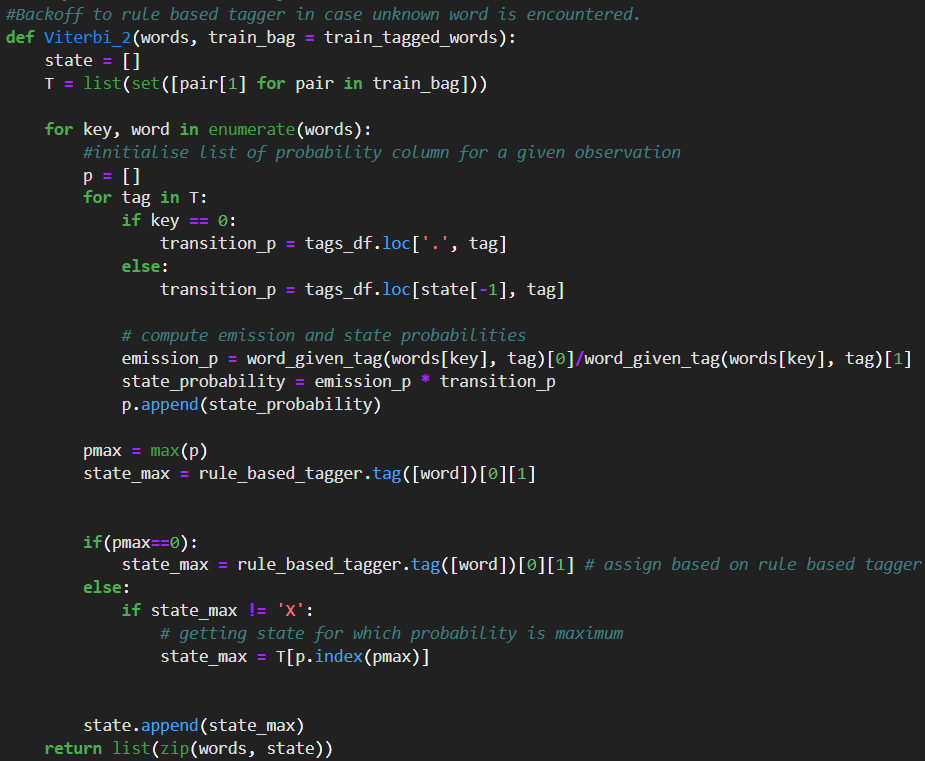 #Backoff to rule based tagger in case unknown word is encountered.
def Viterbi_2(words, train_bag = train_tagged_words):
    state = []
    T = list(set([pair[1] for pair in train_bag]))

    for key, word in enumerate(words):
        #initialise list of probability column for a given observation
        p = []
        for tag in T:
            if key == 0:
                transition_p = tags_df.loc['.', tag]
            else:
                transition_p = tags_df.loc[state[-1], tag]

            # compute emission and state probabilities
            emission_p = word_given_tag(words[key], tag)[0]/word_given_tag(words[key], tag)[1]
            state_probability = emission_p * transition_p
            p.append(state_probability)

        pmax = max(p)
        state_max = rule_based_tagger.tag([word])[0][1]


        if(pmax==0):
            state_max = rule_based_tagger.tag([word])[0][1] # assign based on rule based tagger
        else:
            if state_max != 'X':
                # getting state for which probability is maximum
                state_max = T[p.index(pmax)]


        state.append(state_max)
    return list(zip(words, state))